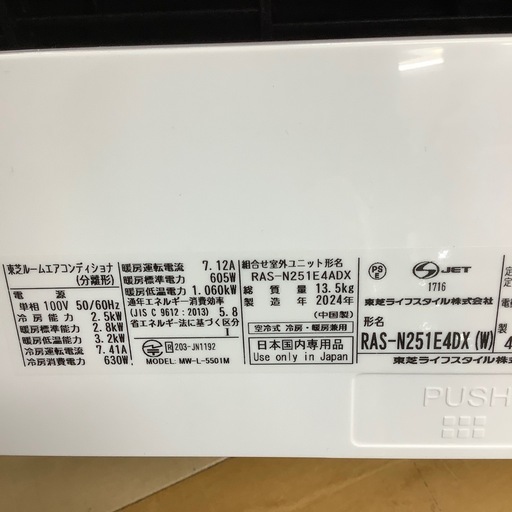 東芝ルームエアコンディショナ
(分離形)
電 源
単相 100V 50/60Hz
冷 房 能 力 2.5kW
暖房標準能力 2.8kW
暖房低温能力 3.2kW
冷房運転電流 7.41A
冷房消費電力 630W
暖房運転電流 7.12A
暖房標準電力 605W
暖房低温電力 1.060kW
通年エネルギー消費効率
(JIS C 9612:2013) 5.8
省エネルギー法に基づく区分
I
R 203-JN1192
MODEL: MW-L-5501M
組合せ室外ユニット形名
RAS-N251E4ADX
総 質 量 13.5kg
(中国製)
製 造 年 2024年
空冷式 冷房・暖房兼用
日本国内専用品
Use only in Japan
PS
E
JET
1716
東芝ライフスタイル株式会社
形名
RAS-N251E4DX(W)
東芝ライフスタイル株式会社
PUSH